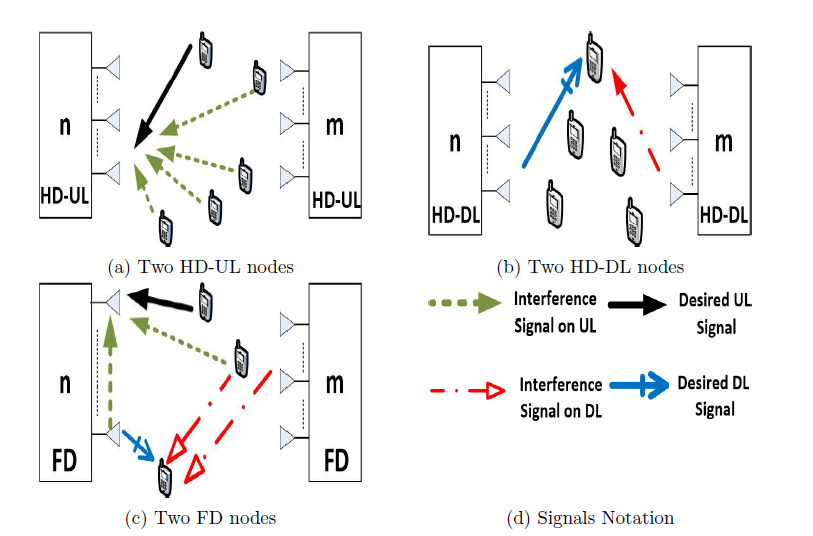 n
HD-UL
m
HD-UL
(a) Two HD-UL nodes
n
HD-DL
m
HD-DL
(b) Two HD-DL nodes
n
FD
m
FD
(c) Two FD nodes
Interference
Signal on UL
Desired UL
Signal
Interference
Signal on DL
Desired DL
Signal
(d) Signals Notation